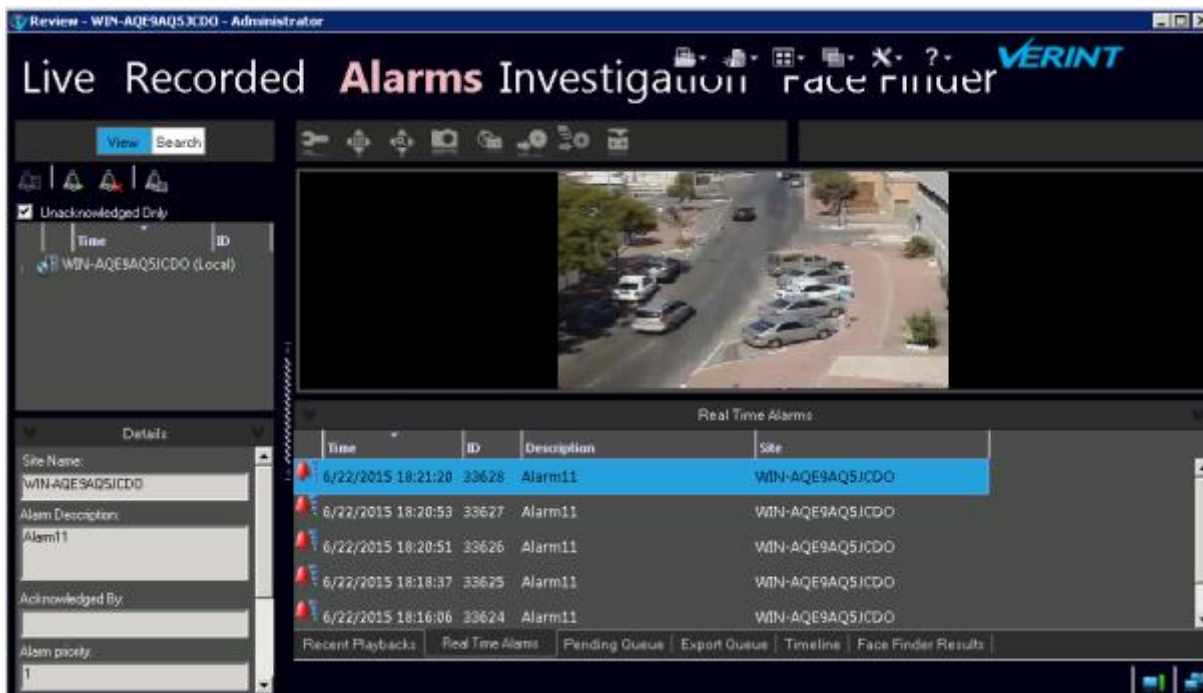 Review - WIN-AQE9AQ5JCDO - Administrator
Live Recorded Alarms Investigation Face Finder
? VERINT
View Search
Unacknowledged Only
Time ID
WIN-AQE9AQ5JCDO (Local)
Details
Site Name:
WIN-AQE9AQ5JCDO
Alarm Description:
Alarm11
Acknowledged By:
Alarm priority:
1
Real Time Alarms
Time ID Description Site
6/22/2015 18:21:20 33628 Alarm11 WIN-AQE9AQ5JCDO
6/22/2015 18:20:53 33627 Alarm11 WIN-AQE9AQ5JCDO
6/22/2015 18:20:51 33626 Alarm11 WIN-AQE9AQ5JCDO
6/22/2015 18:18:37 33625 Alarm11 WIN-AQE9AQ5JCDO
6/22/2015 18:16:06 33624 Alarm11 WIN-AQE9AQ5JCDO
Recent Playbacks Real Time Alarms Pending Queue Export Queue Timeline Face Finder Results